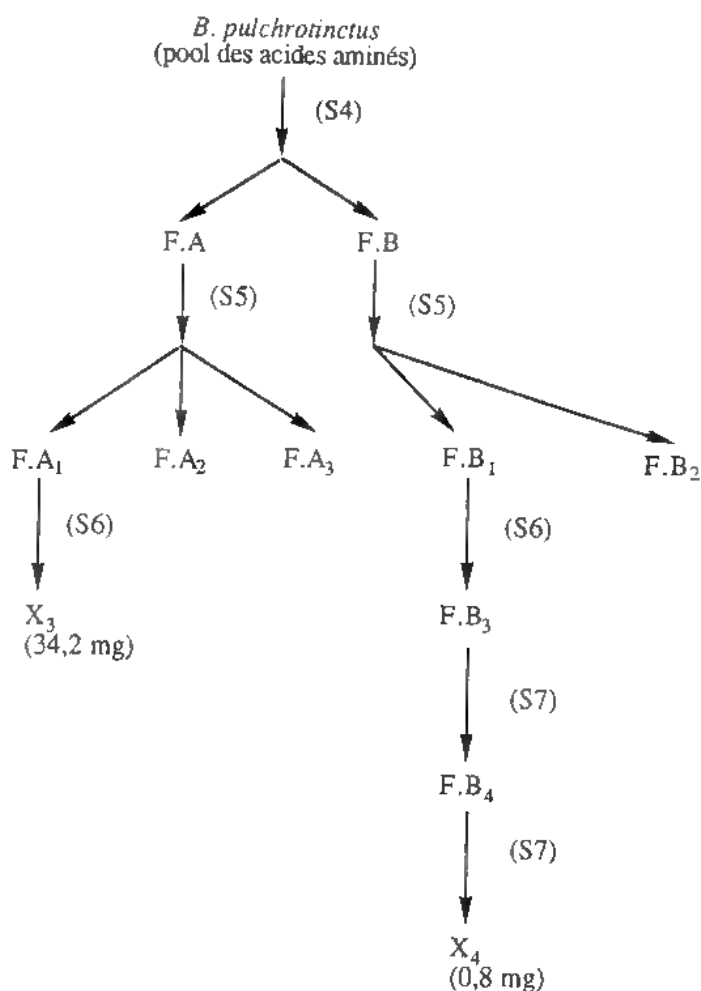 B. pulchrotinctus
(pool des acides aminés)
(S4)
F.A F.B
(S5) (S5)
F.A₁ F.A₂ F.A₃ F.B₁ F.B₂
(S6) (S6)
X₃ F.B₃
(34,2 mg)
(S7)
F.B₄
(S7)
X₄
(0,8 mg)